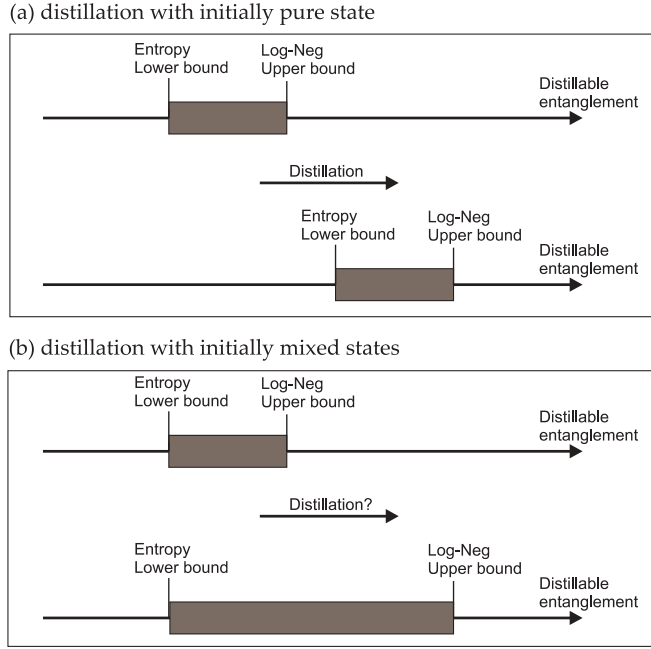 (a) distillation with initially pure state
Entropy
Lower bound
Log-Neg
Upper bound
Distillable
entanglement
Distillation
Entropy
Lower bound
Log-Neg
Upper bound
Distillable
entanglement
(b) distillation with initially mixed states
Entropy
Lower bound
Log-Neg
Upper bound
Distillable
entanglement
Distillation?
Entropy
Lower bound
Log-Neg
Upper bound
Distillable
entanglement